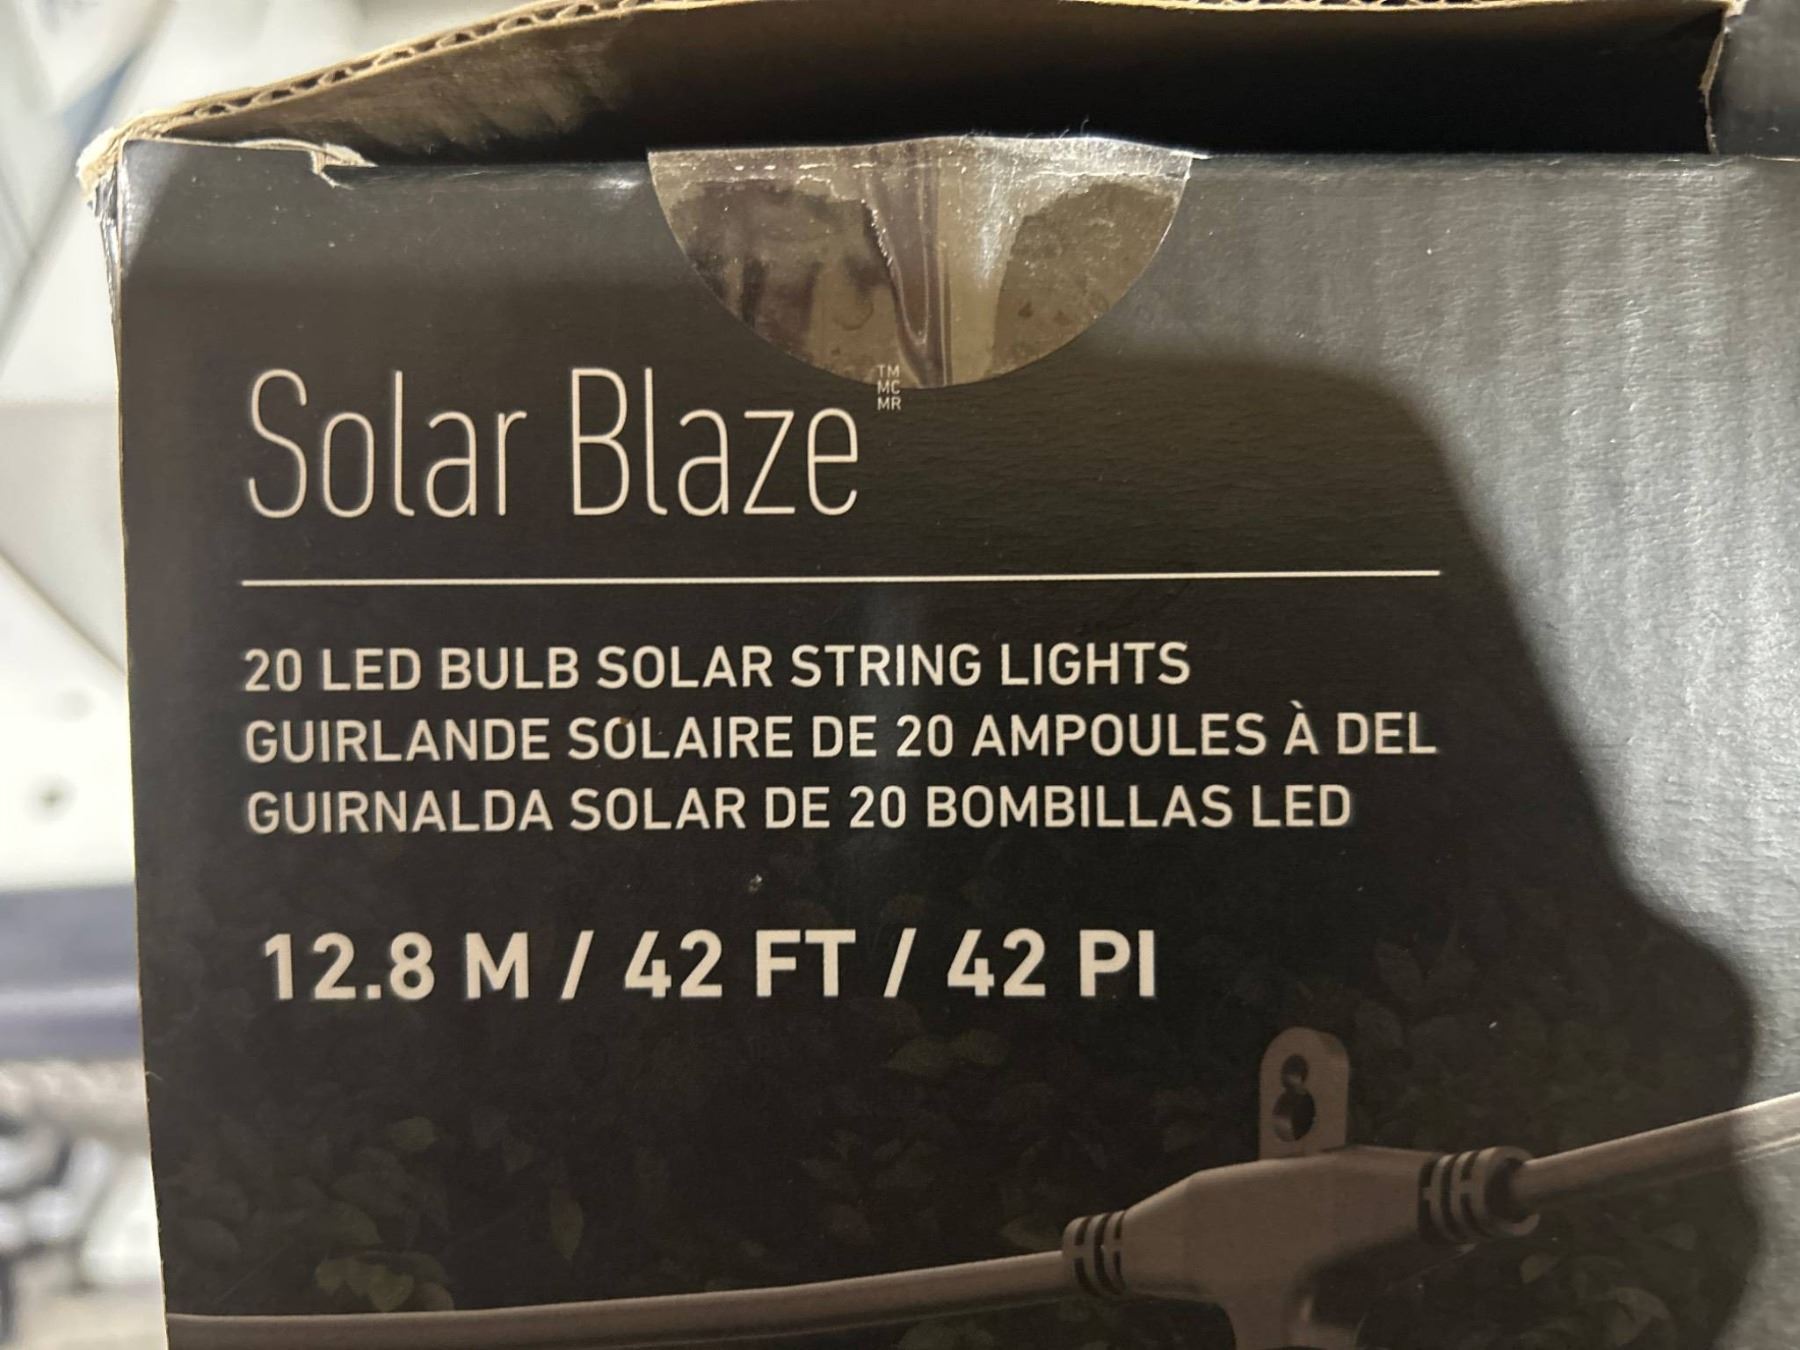 Solar Blaze
TM
MC
MR
20 LED BULB SOLAR STRING LIGHTS
GUIRLANDE SOLAIRE DE 20 AMPOULES À DEL
GUIRNALDA SOLAR DE 20 BOMBILLAS LED
12.8 M / 42 FT / 42 PI